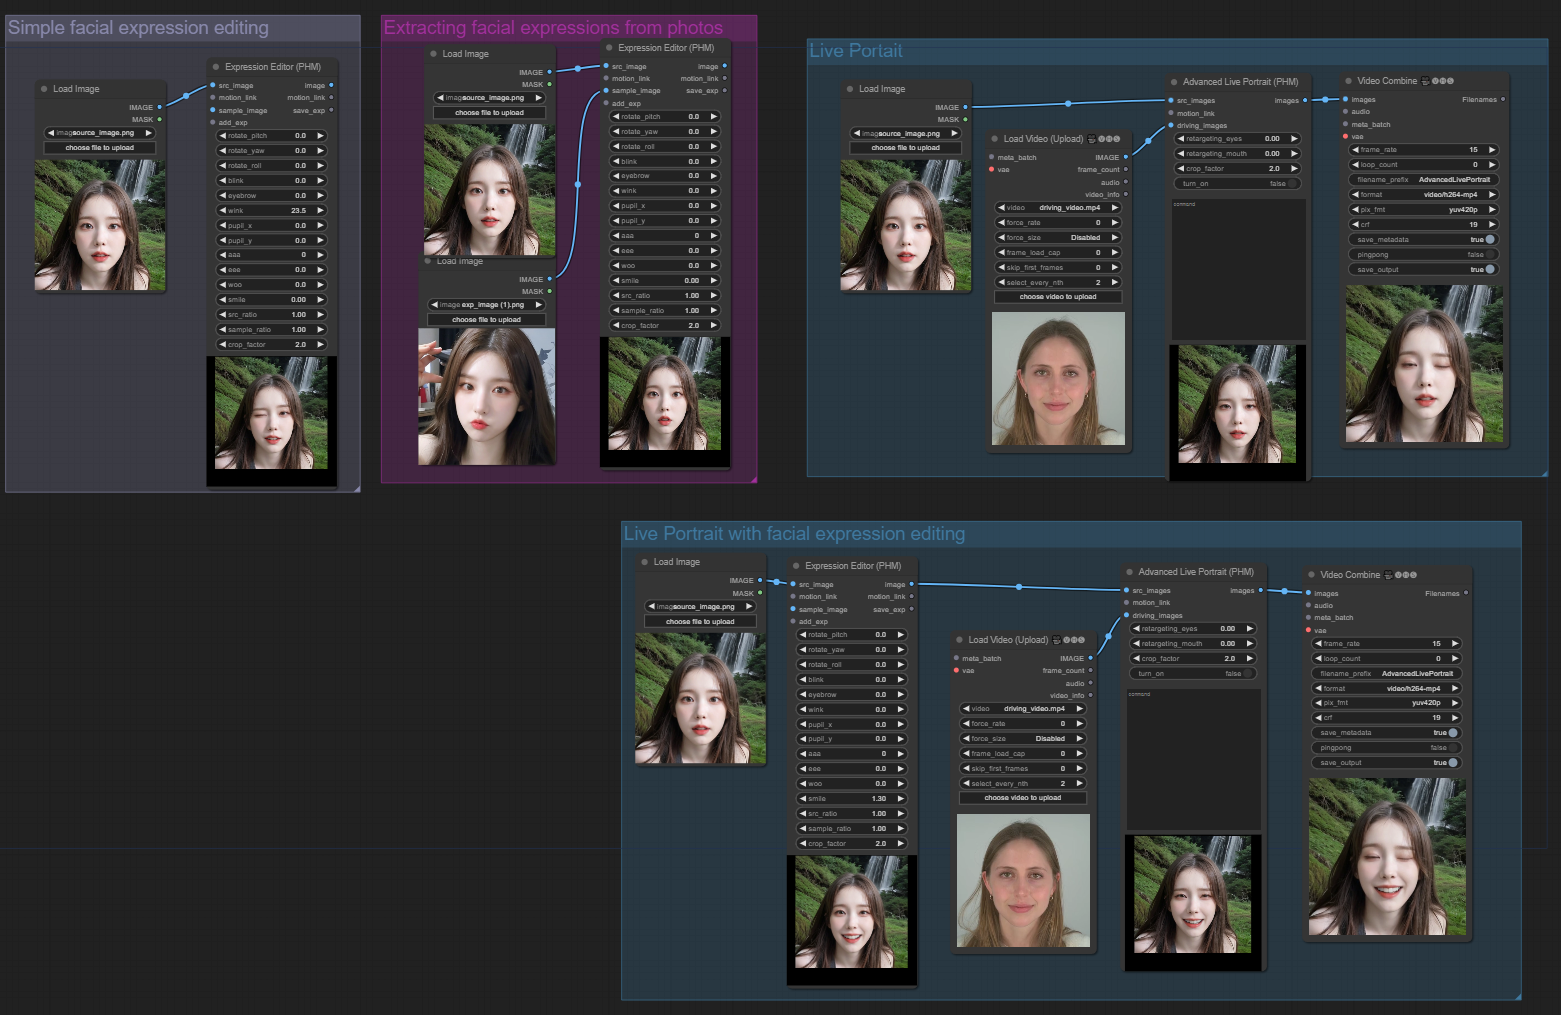 Simple facial expression editing
Load Image
IMAGE
MASK
imag source_image.png
choose file to upload
Expression Editor (PHM)
src_image image
motion_link motion_link
sample_image save_exp
add_exp
rotate_pitch 0.0
rotate_yaw 0.0
rotate_roll 0.0
blink 0.0
eyebrow 0.0
wink 23.5
pupil_x 0.0
pupil_y 0.0
aaa 0
eee 0.0
woo 0.0
smile 0.00
src_ratio 1.00
sample_ratio 1.00
crop_factor 2.0
Extracting facial expressions from photos
Load Image
IMAGE
MASK
imag source_image.png
choose file to upload
Load Image
IMAGE
MASK
image exp_image (1).png
choose file to upload
Expression Editor (PHM)
src_image image
motion_link motion_link
sample_image save_exp
add_exp
rotate_pitch 0.0
rotate_yaw 0.0
rotate_roll 0.0
blink 0.0
eyebrow 0.0
wink 0.0
pupil_x 0.0
pupil_y 0.0
aaa 0
eee 0.0
woo 0.0
smile 0.00
src_ratio 1.00
sample_ratio 1.00
crop_factor 2.0
Live Portait
Load Image
IMAGE
MASK
imag source_image.png
choose file to upload
Load Video (Upload) VHS
meta_batch IMAGE
vae frame_count
audio
video_info
video driving_video.mp4
force_rate 0
force_size Disabled
frame_load_cap 0
skip_first_frames 0
select_every_nth 2
choose video to upload
Advanced Live Portrait (PHM)
src_images images
motion_link
driving_images
retargeting_eyes 0.00
retargeting_mouth 0.00
crop_factor 2.0
turn_on false
command
Video Combine VHS
images Filenames
audio
meta_batch
vae
frame_rate 15
loop_count 0
filename_prefix AdvancedLivePortrait
format video/h264-mp4
pix_fmt yuv420p
crf 19
save_metadata true
pingpong false
save_output true
Live Portrait with facial expression editing
Load Image
IMAGE
MASK
imag source_image.png
choose file to upload
Expression Editor (PHM)
src_image image
motion_link motion_link
sample_image save_exp
add_exp
rotate_pitch 0.0
rotate_yaw 0.0
rotate_roll 0.0
blink 0.0
eyebrow 0.0
wink 0.0
pupil_x 0.0
pupil_y 0.0
aaa 0
eee 0.0
woo 0.0
smile 1.30
src_ratio 1.00
sample_ratio 1.00
crop_factor 2.0
Load Video (Upload) VHS
meta_batch IMAGE
vae frame_count
audio
video_info
video driving_video.mp4
force_rate 0
force_size Disabled
frame_load_cap 0
skip_first_frames 0
select_every_nth 2
choose video to upload
Advanced Live Portrait (PHM)
src_images images
motion_link
driving_images
retargeting_eyes 0.00
retargeting_mouth 0.00
crop_factor 2.0
turn_on false
command
Video Combine VHS
images Filenames
audio
meta_batch
vae
frame_rate 15
loop_count 0
filename_prefix AdvancedLivePortrait
format video/h264-mp4
pix_fmt yuv420p
crf 19
save_metadata true
pingpong false
save_output true